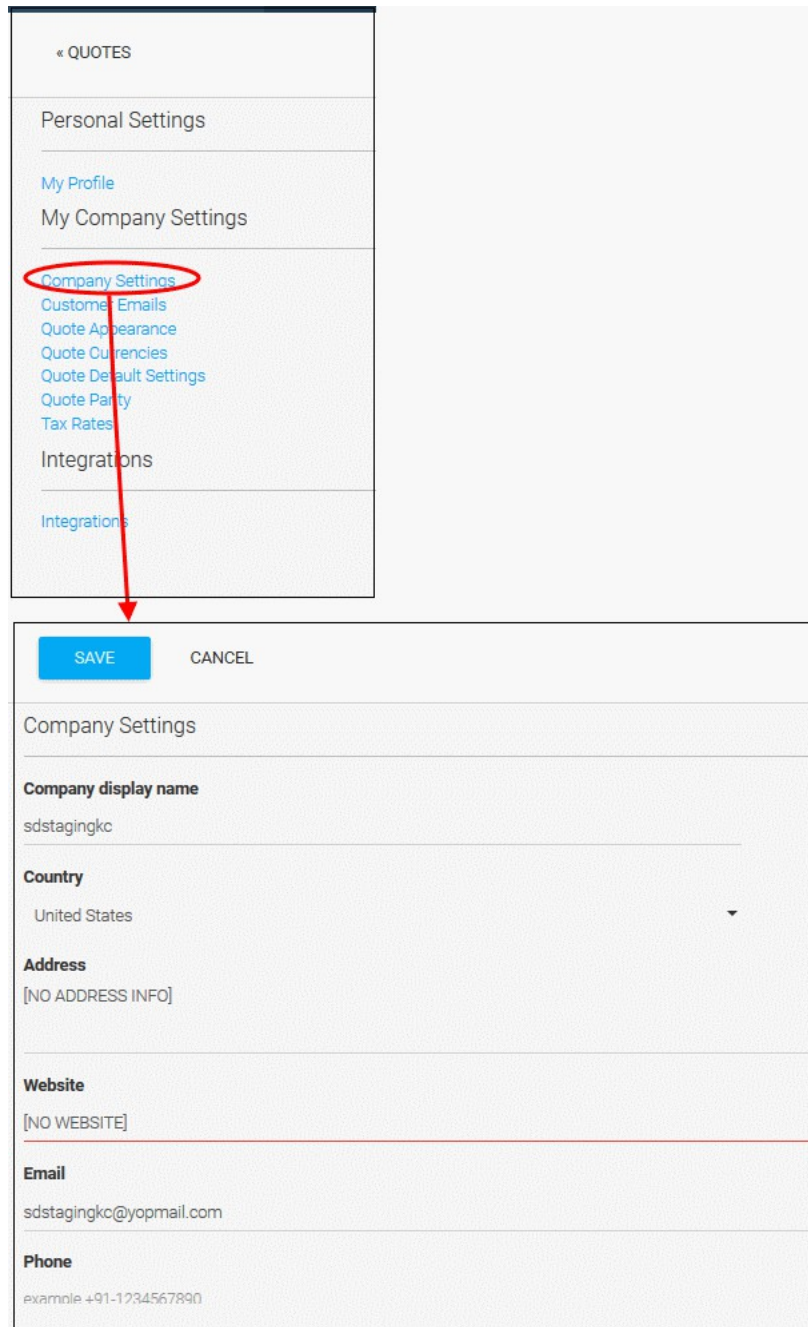 « QUOTES
Personal Settings
My Profile
My Company Settings
Company Settings
Customer Emails
Quote Appearance
Quote Currencies
Quote Default Settings
Quote Parity
Tax Rates
Integrations
Integrations
SAVE CANCEL
Company Settings
Company display name
sdstagingkc
Country
United States
Address
[NO ADDRESS INFO]
Website
[NO WEBSITE]
Email
sdstagingkc@yopmail.com
Phone
example +91-1234567890